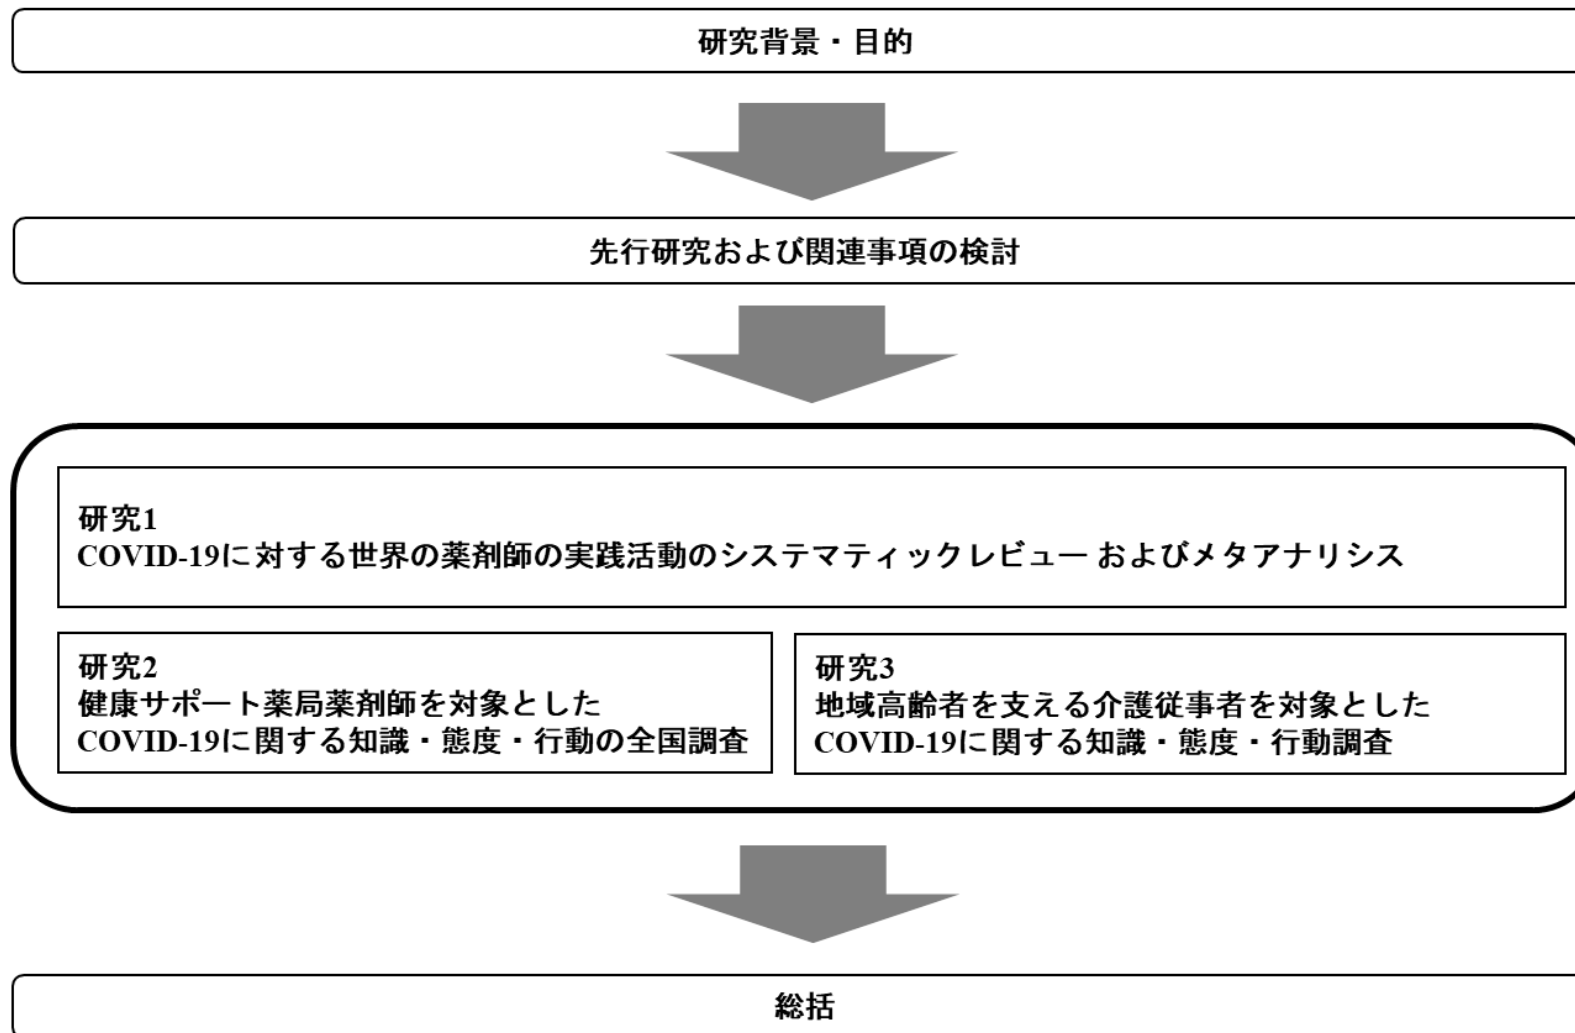 研究背景・目的
先行研究および関連事項の検討
研究1
COVID-19に対する世界の薬剤師の実践活動のシステマティックレビュー およびメタアナリシス
研究2
健康サポート薬局薬剤師を対象とした
COVID-19に関する知識・態度・行動の全国調査
研究3
地域高齢者を支える介護従事者を対象とした
COVID-19に関する知識・態度・行動調査
総括